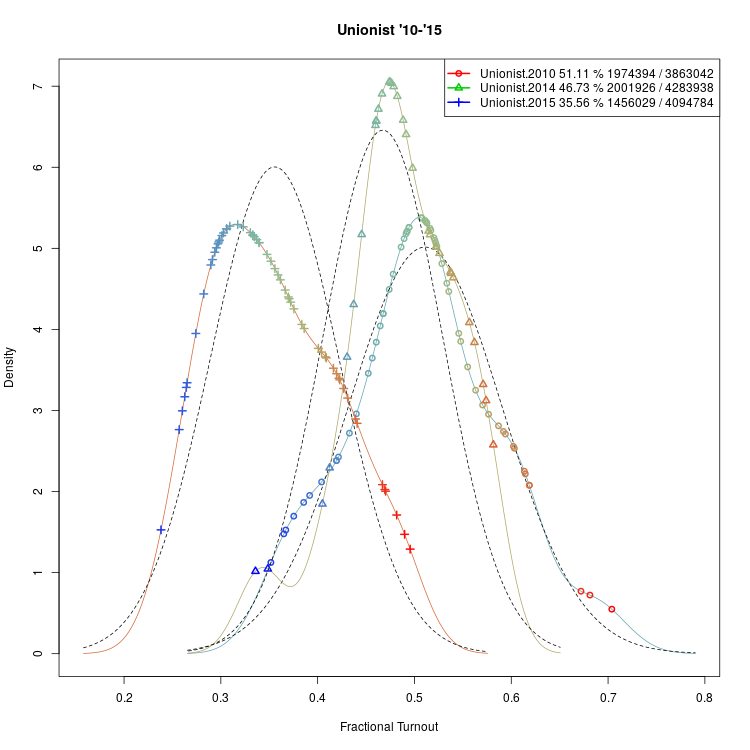 Unionist '10-'15
Unionist.2010 51.11 % 1974394 / 3863042
Unionist.2014 46.73 % 2001926 / 4283938
Unionist.2015 35.56 % 1456029 / 4094784
Density
7
6
5
4
3
2
1
0
0.2 0.3 0.4 0.5 0.6 0.7 0.8
Fractional Turnout